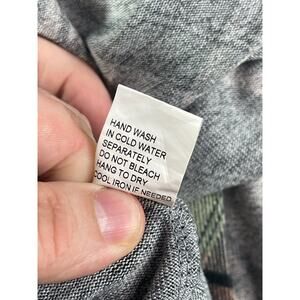 HAND WASH
IN COLD WATER
SEPARATELY
DO NOT BLEACH
HANG TO DRY
COOL IRON IF NEEDED